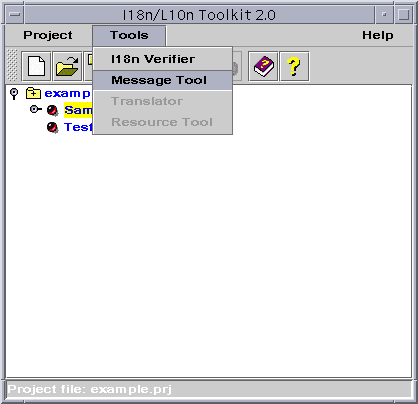 I18n/L10n Toolkit 2.0
Project Tools Help
I18n Verifier
Message Tool
Translator
Resource Tool
examp
Sam
Test
Project file: example.prj